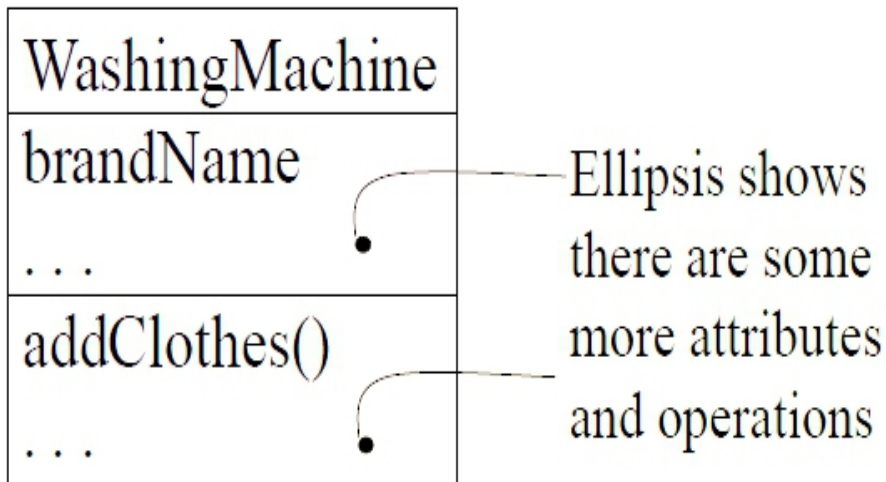 WashingMachine
brandName
. . .
addClothes()
. . .
Ellipsis shows
there are some
more attributes
and operations